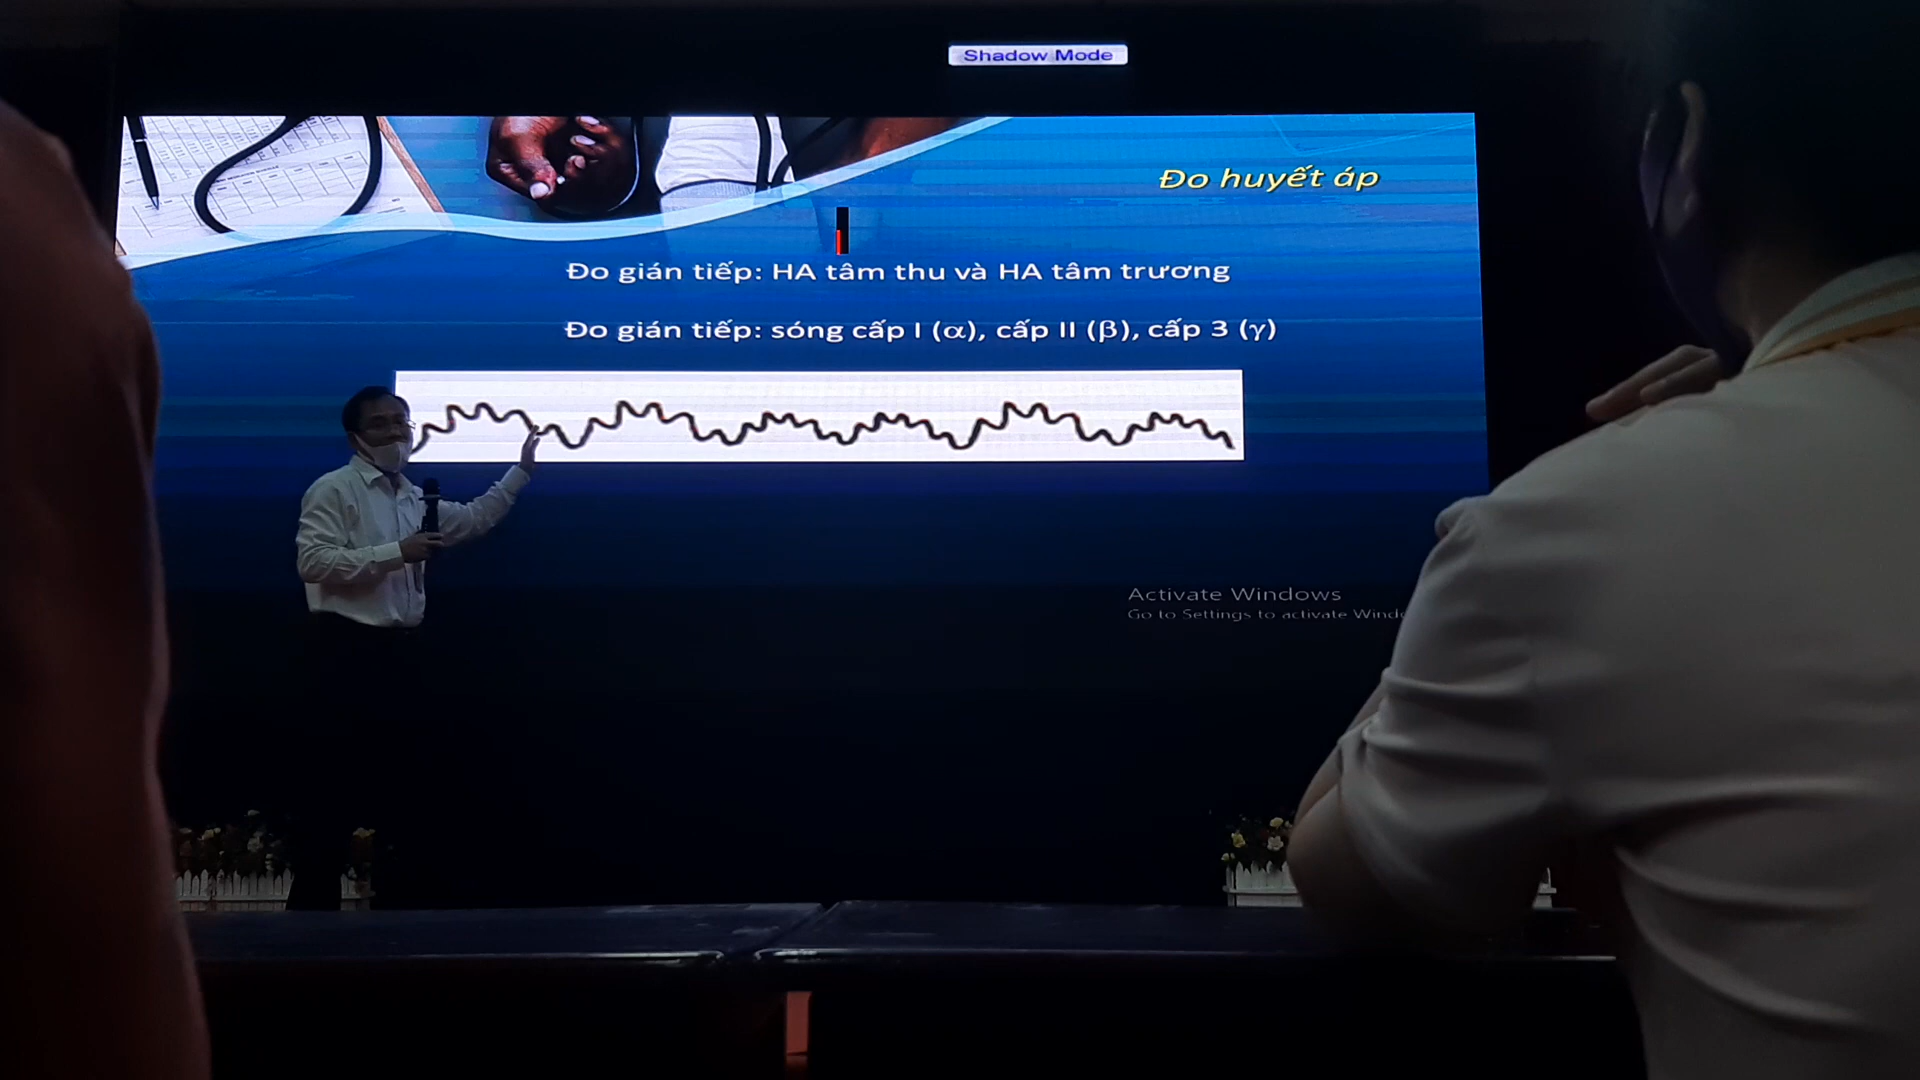 Shadow Mode
Đo huyết áp
Đo gián tiếp: HA tâm thu và HA tâm trương
Đo gián tiếp: sóng cấp I (α), cấp II (β), cấp 3 (γ)
Activate Windows
Go to Settings to activate